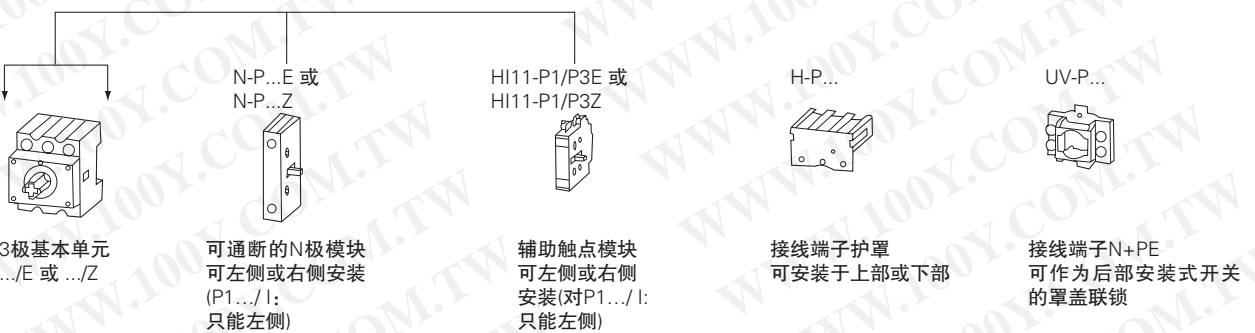 N-P...E 或
N-P...Z
HI11-P1/P3E 或
HI11-P1/P3Z
H-P...
UV-P...
3极基本单元
.../E 或 .../Z
可通断的N极模块
可左侧或右侧安装
(P1.../ I:
只能左侧)
辅助触点模块
可左侧或右侧
安装(对P1.../ I:
只能左侧)
接线端子护罩
可安装于上部或下部
接线端子N+PE
可作为后部安装式开关
的罩盖联锁
WWW.100Y.COM.TW